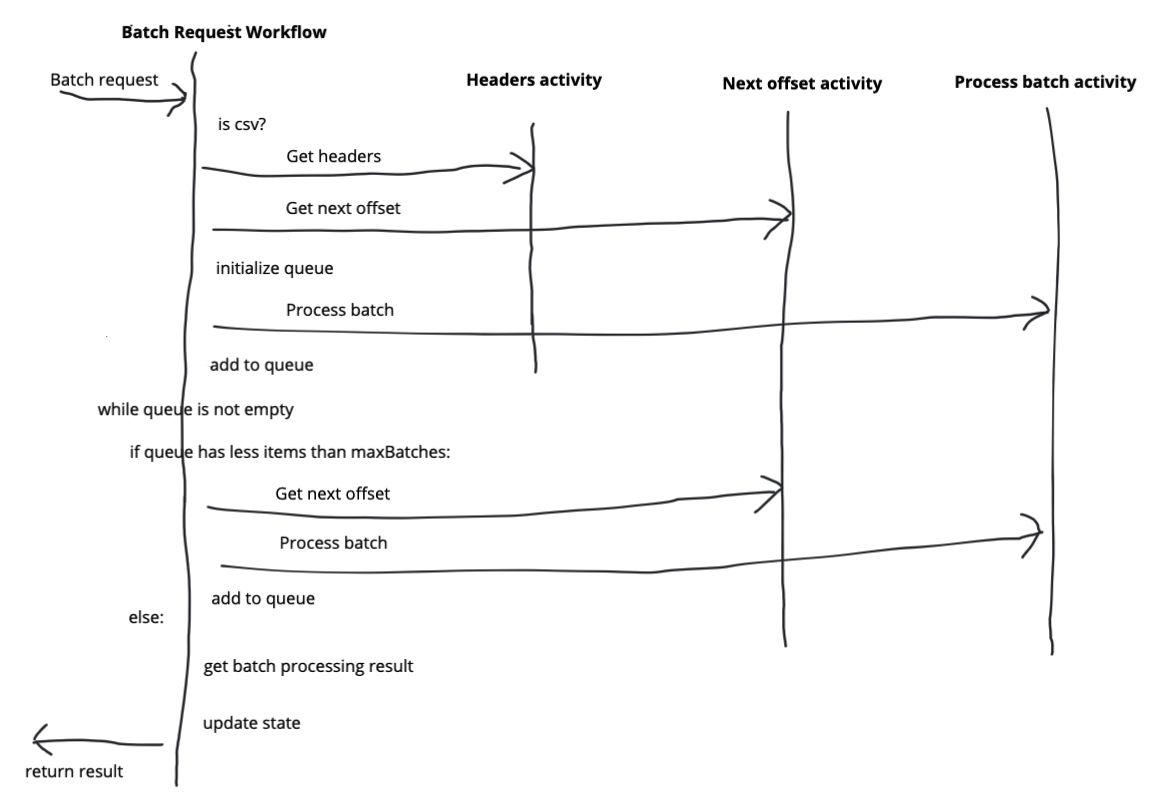 Batch Request Workflow
Batch request
Headers activity
Next offset activity
Process batch activity
is csv?
Get headers
Get next offset
initialize queue
Process batch
add to queue
while queue is not empty
if queue has less items than maxBatches:
Get next offset
Process batch
add to queue
else:
get batch processing result
update state
return result